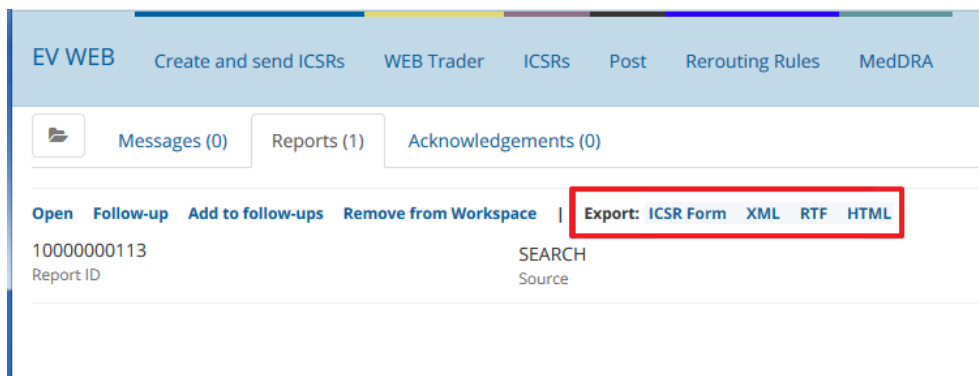 EV WEB Create and send ICSRs WEB Trader ICSRs Post Rerouting Rules MedDRA
Messages (0) Reports (1) Acknowledgements (0)
Open Follow-up Add to follow-ups Remove from Workspace | Export: ICSR Form XML RTF HTML
10000000113 SEARCH
Report ID Source